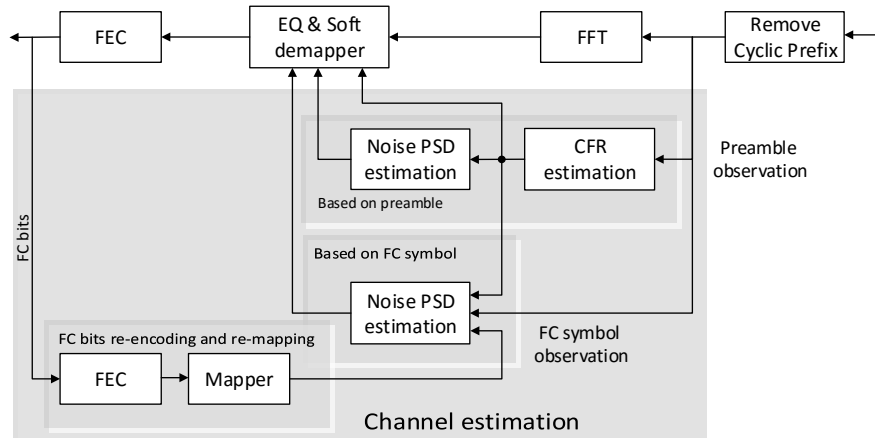 FEC
EQ & Soft
demapper
FFT
Remove
Cyclic Prefix
Noise PSD
estimation
CFR
estimation
Preamble
observation
Based on preamble
FC bits
Based on FC symbol
Noise PSD
estimation
FC symbol
observation
FC bits re-encoding and re-mapping
FEC
Mapper
Channel estimation